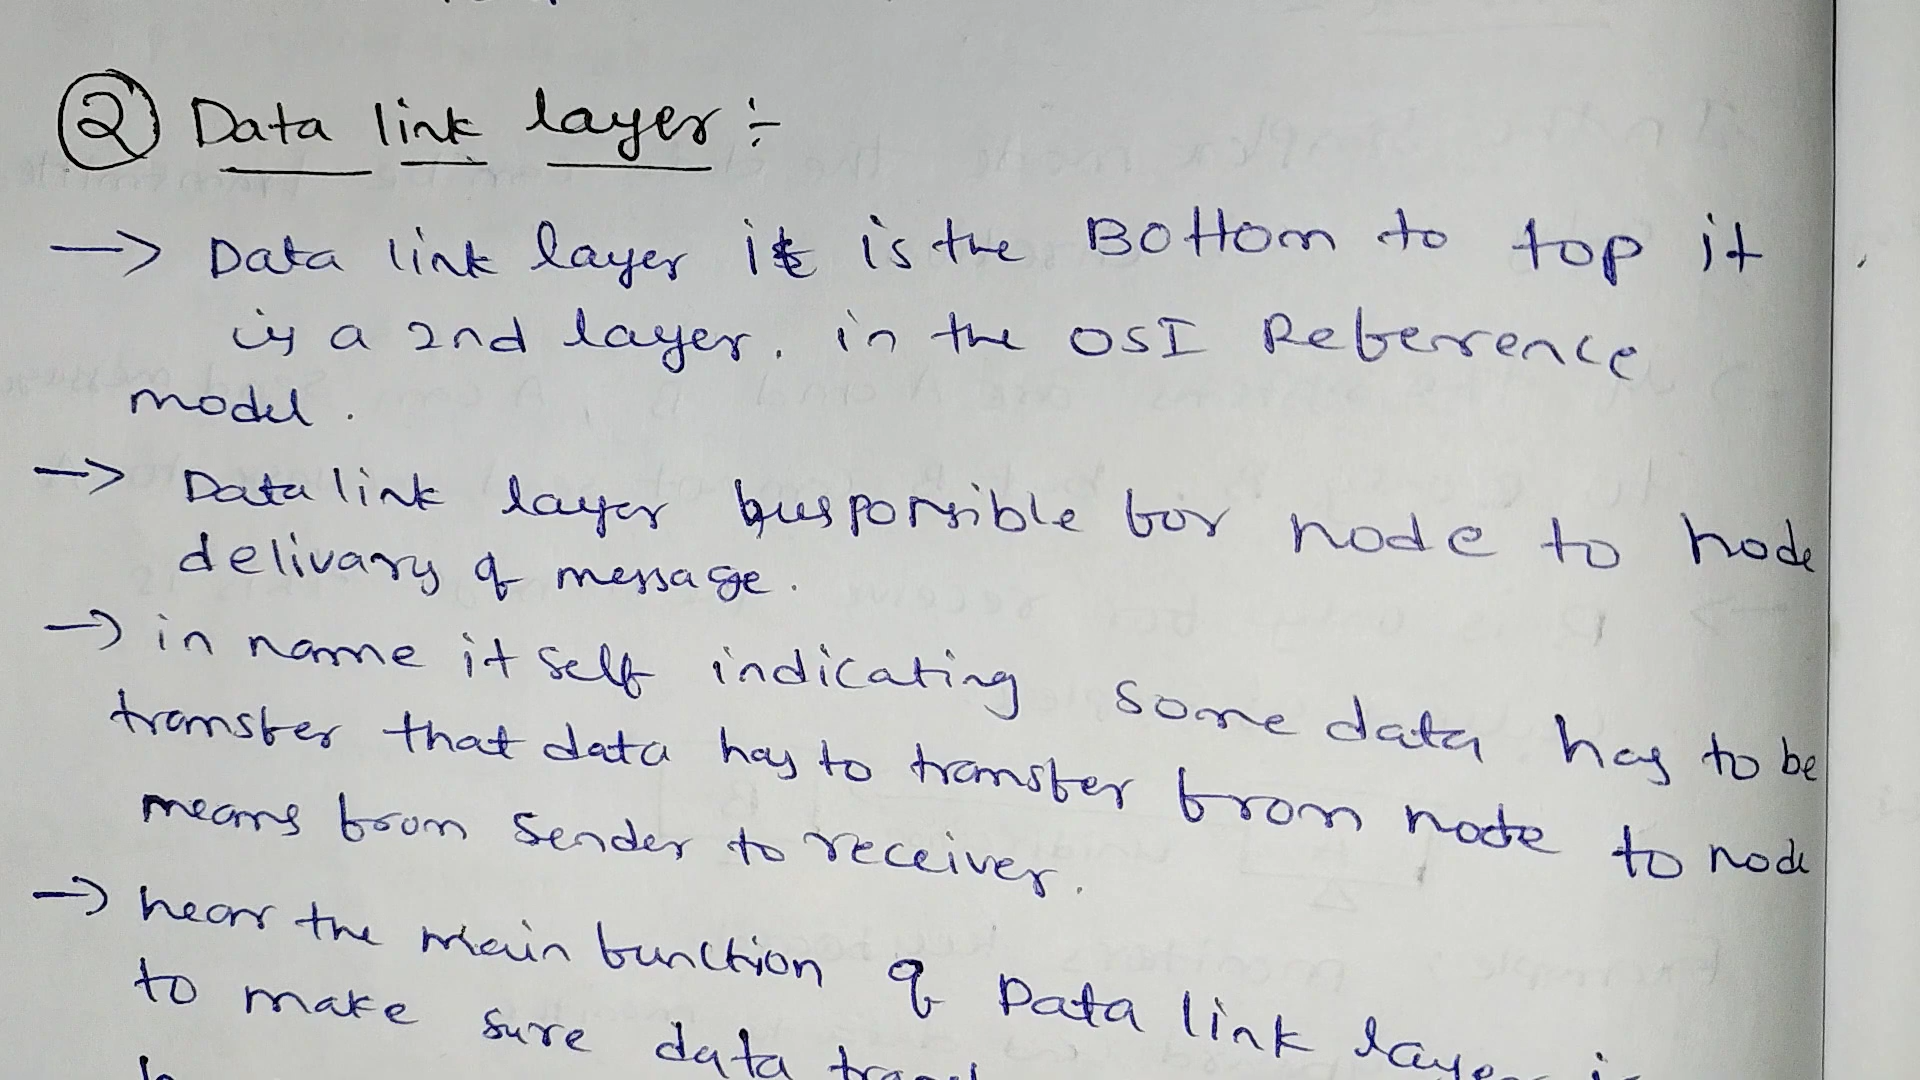 ② Data link layer :-
→ Data link layer it is the Bottom to top it
is a 2nd layer. in the OSI Reference
model.
→ Data link layer responsible for node to node
delivary of message.
→ in name it self indicating some data has to be
transfer that data has to transfer from node to node
means from Sender to receiver.
→ hear the main function of Data link layer is
to make sure data